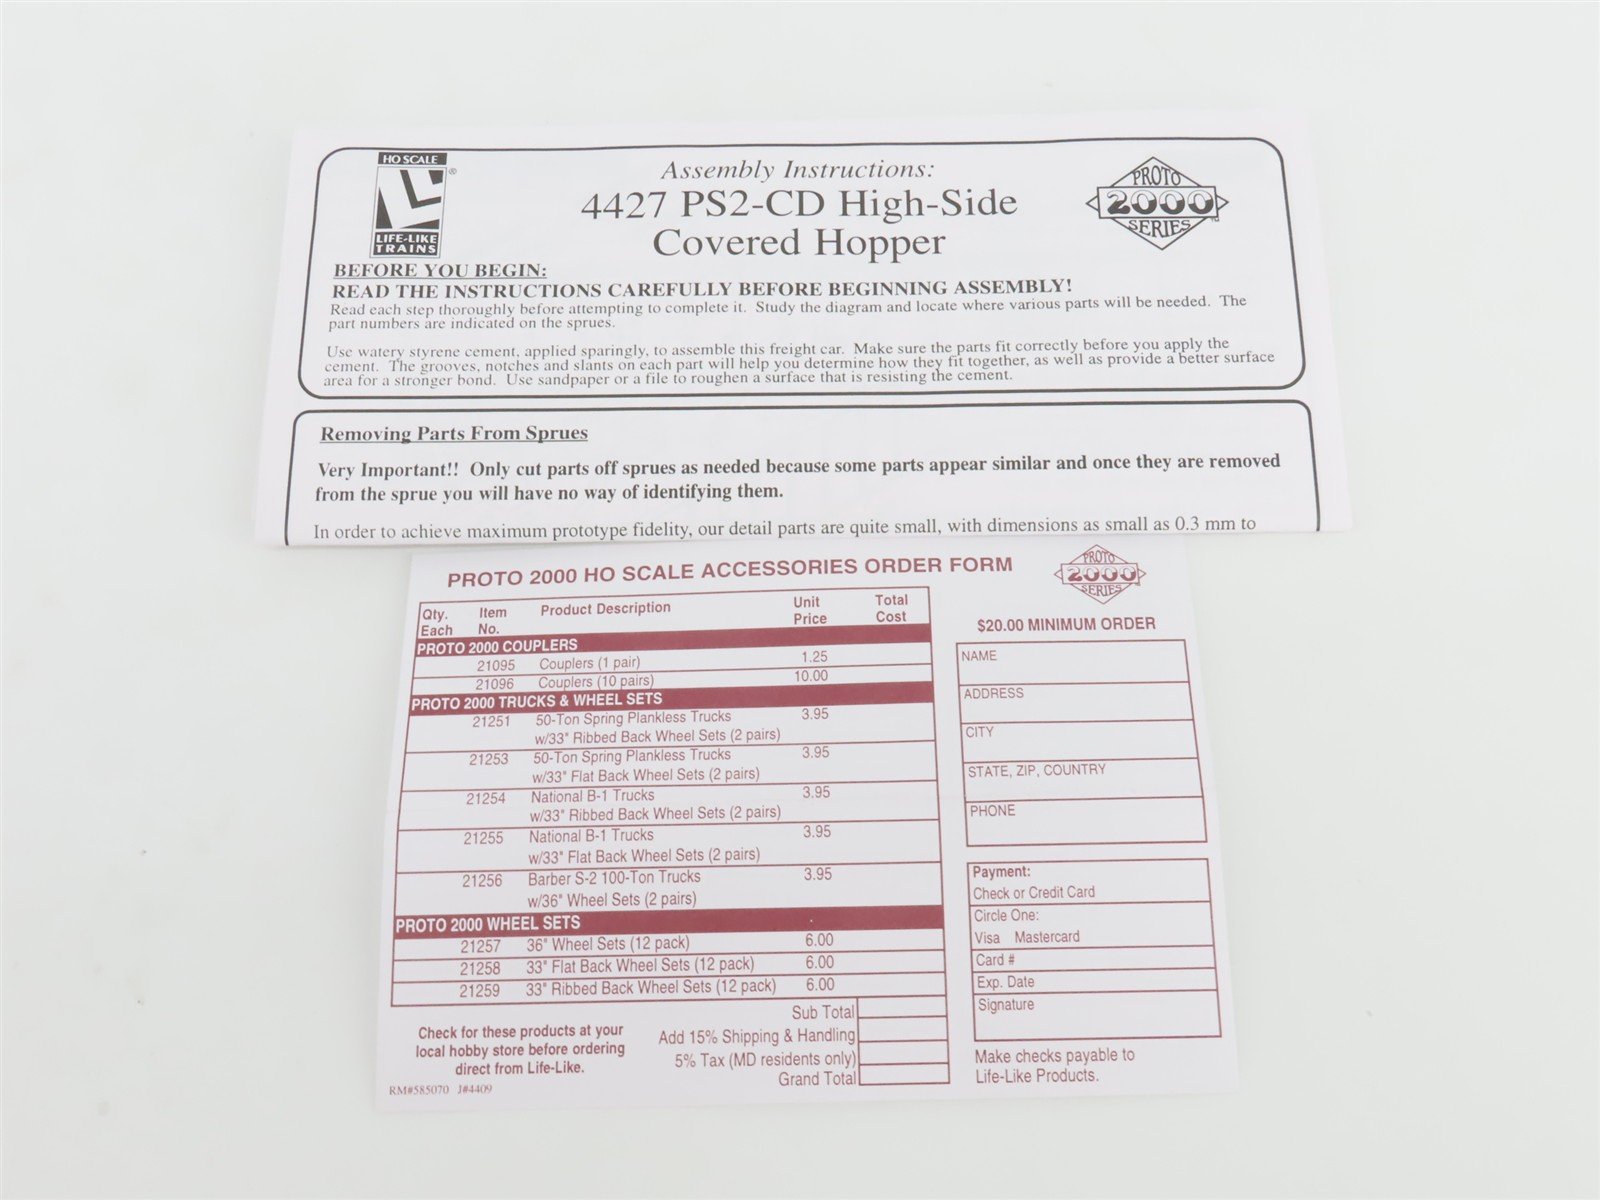 HO SCALE
LIFE-LIKE
TRAINS
®
Assembly Instructions:
4427 PS2-CD High-Side
Covered Hopper
PROTO
2000
SERIES
TM
BEFORE YOU BEGIN:
READ THE INSTRUCTIONS CAREFULLY BEFORE BEGINNING ASSEMBLY!
Read each step thoroughly before attempting to complete it. Study the diagram and locate where various parts will be needed. The
part numbers are indicated on the sprues.
Use watery styrene cement, applied sparingly, to assemble this freight car. Make sure the parts fit correctly before you apply the
cement. The grooves, notches and slants on each part will help you determine how they fit together, as well as provide a better surface
area for a stronger bond. Use sandpaper or a file to roughen a surface that is resisting the cement.
Removing Parts From Sprues
Very Important!! Only cut parts off sprues as needed because some parts appear similar and once they are removed
from the sprue you will have no way of identifying them.
In order to achieve maximum prototype fidelity, our detail parts are quite small, with dimensions as small as 0.3 mm to
PROTO 2000 HO SCALE ACCESSORIES ORDER FORM
PROTO
2000
SERIES
Qty. Each Item No. Product Description Unit Price Total Cost
PROTO 2000 COUPLERS
21095 Couplers (1 pair) 1.25
21096 Couplers (10 pairs) 10.00
PROTO 2000 TRUCKS & WHEEL SETS
21251 50-Ton Spring Plankless Trucks 3.95
w/33" Ribbed Back Wheel Sets (2 pairs)
21253 50-Ton Spring Plankless Trucks 3.95
w/33" Flat Back Wheel Sets (2 pairs)
21254 National B-1 Trucks 3.95
w/33" Ribbed Back Wheel Sets (2 pairs)
21255 National B-1 Trucks 3.95
w/33" Flat Back Wheel Sets (2 pairs)
21256 Barber S-2 100-Ton Trucks 3.95
w/36" Wheel Sets (2 pairs)
PROTO 2000 WHEEL SETS
21257 36" Wheel Sets (12 pack) 6.00
21258 33" Flat Back Wheel Sets (12 pack) 6.00
21259 33" Ribbed Back Wheel Sets (12 pack) 6.00
Sub Total
Add 15% Shipping & Handling
5% Tax (MD residents only)
Grand Total
Check for these products at your
local hobby store before ordering
direct from Life-Like.
RM#585070 J#4409
$20.00 MINIMUM ORDER
NAME
ADDRESS
CITY
STATE, ZIP, COUNTRY
PHONE
Payment:
Check or Credit Card
Circle One:
Visa Mastercard
Card #
Exp. Date
Signature
Make checks payable to
Life-Like Products.